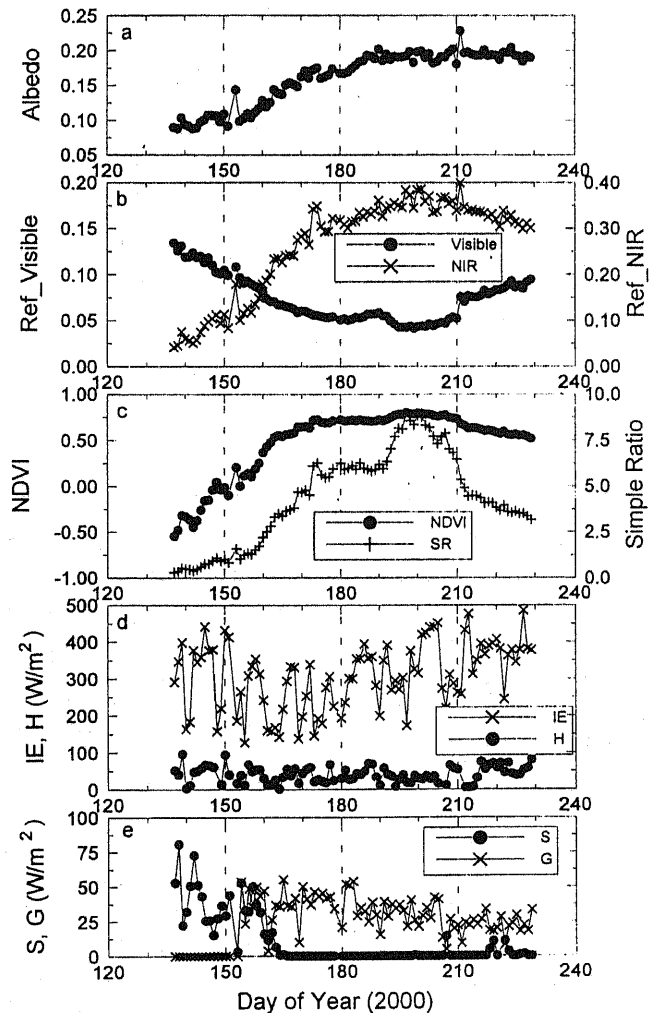 a
Albedo
0.25
0.20
0.15
0.10
0.05
120 150 180 210 240
b
Ref_Visible
0.20
0.15
0.10
0.05
0.00
Visible
NIR
0.40
0.30
0.20
0.10
0.00
Ref_NIR
120 150 180 210 240
c
NDVI
1.00
0.75
0.50
0.00
-0.50
-1.00
NDVI
SR
9.0
7.5
5.0
2.5
0.0
Simple Ratio
120 150 180 210 240
d
IE, H (W/m²)
500
400
300
200
100
0
IE
H
120 150 180 210 240
e
S, G (W/m²)
100
75
50
25
0
S
G
120 150 180 210 240
Day of Year (2000)